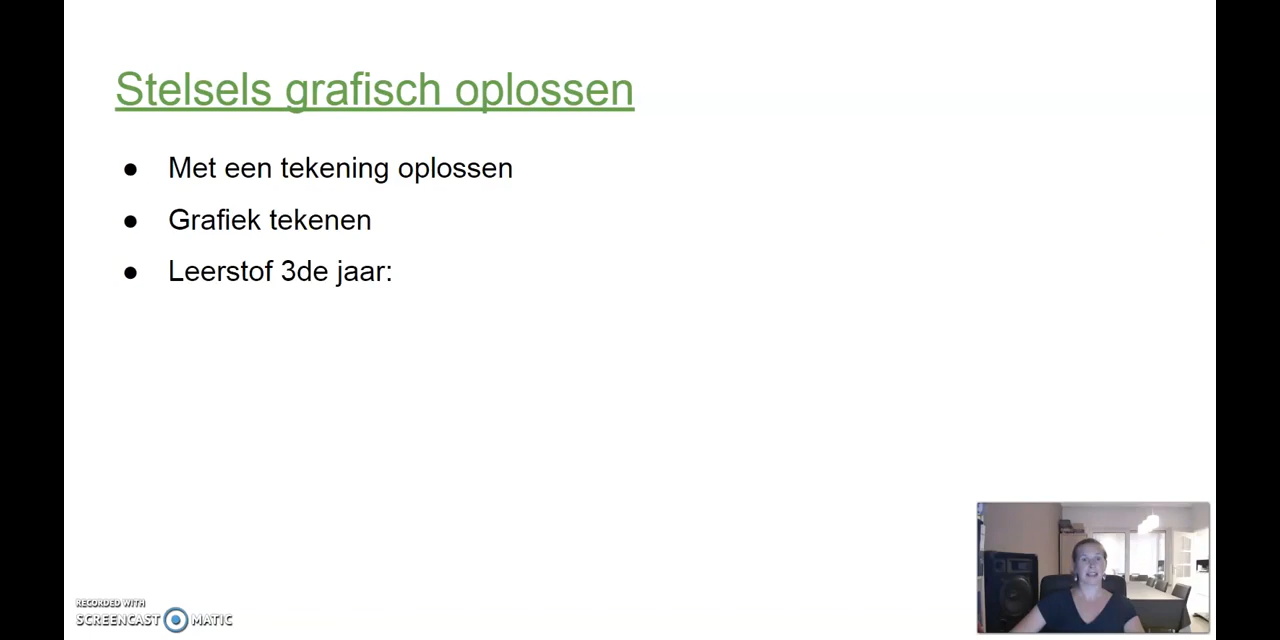 Stelsels grafisch oplossen
● Met een tekening oplossen
● Grafiek tekenen
● Leerstof 3de jaar:
RECORDED WITH
SCREENCAST MATIC